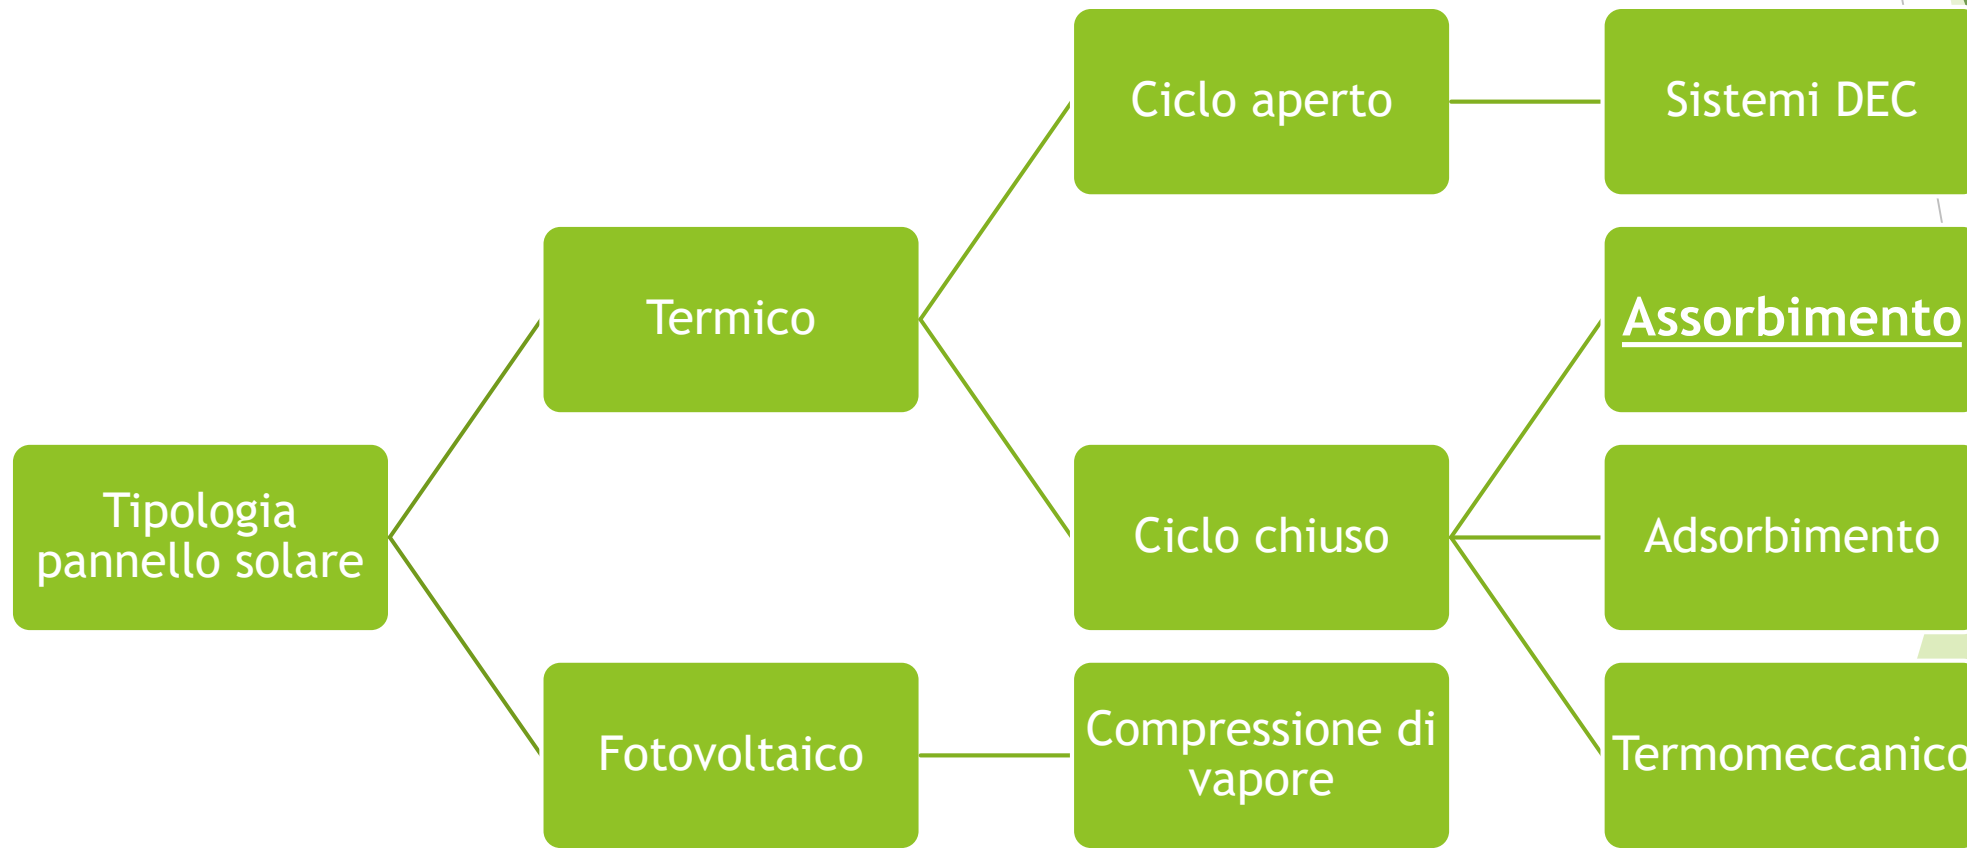 Tipologia
pannello solare
Termico
Ciclo aperto
Sistemi DEC
Ciclo chiuso
Assorbimento
Adsorbimento
Termomeccanico
Fotovoltaico
Compressione di
vapore